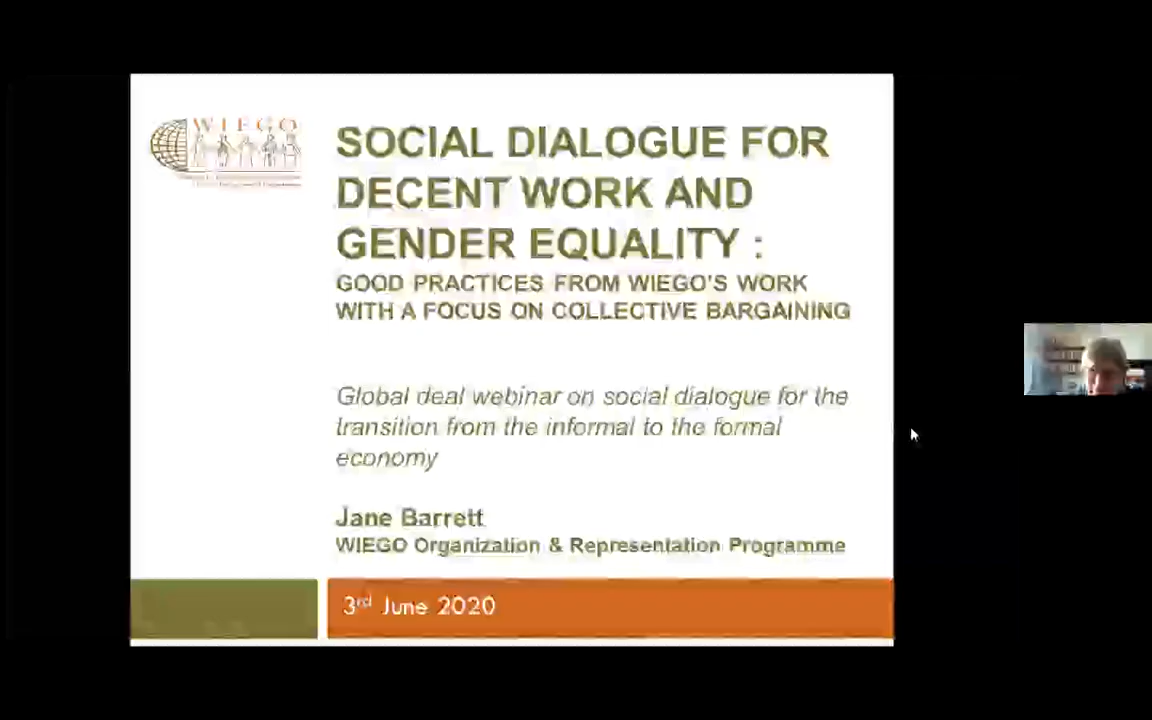 WIEGO
SOCIAL DIALOGUE FOR
DECENT WORK AND
GENDER EQUALITY :
GOOD PRACTICES FROM WIEGO'S WORK
WITH A FOCUS ON COLLECTIVE BARGAINING
Global deal webinar on social dialogue for the
transition from the informal to the formal
economy
Jane Barrett
WIEGO Organization & Representation Programme
3rd June 2020